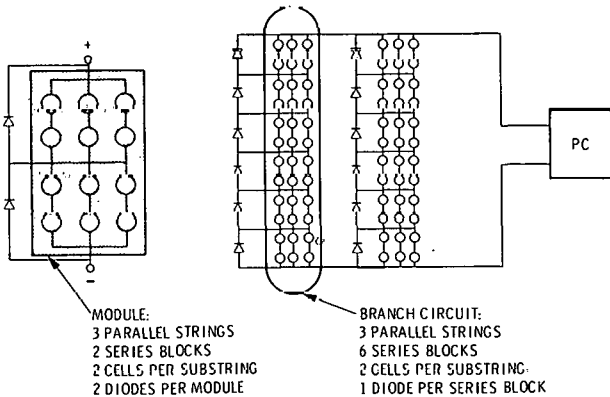 +
PC
−
MODULE:
3 PARALLEL STRINGS
2 SERIES BLOCKS
2 CELLS PER SUBSTRING
2 DIODES PER MODULE
BRANCH CIRCUIT:
3 PARALLEL STRINGS
6 SERIES BLOCKS
2 CELLS PER SUBSTRING
1 DIODE PER SERIES BLOCK